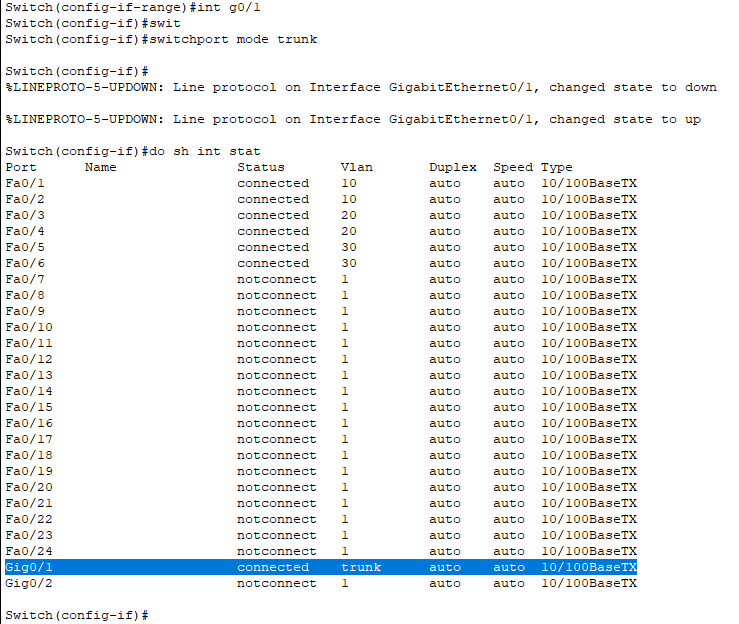 Switch(config-if-range)#int g0/1
Switch(config-if)#swit
Switch(config-if)#switchport mode trunk
Switch(config-if)#
%LINEPROTO-5-UPDOWN: Line protocol on Interface GigabitEthernet0/1, changed state to down
%LINEPROTO-5-UPDOWN: Line protocol on Interface GigabitEthernet0/1, changed state to up
Switch(config-if)#do sh int stat
Port      Name               Status       Vlan       Duplex  Speed Type
Fa0/1                        connected    10         auto    auto  10/100BaseTX
Fa0/2                        connected    10         auto    auto  10/100BaseTX
Fa0/3                        connected    20         auto    auto  10/100BaseTX
Fa0/4                        connected    20         auto    auto  10/100BaseTX
Fa0/5                        connected    30         auto    auto  10/100BaseTX
Fa0/6                        connected    30         auto    auto  10/100BaseTX
Fa0/7                        notconnect   1          auto    auto  10/100BaseTX
Fa0/8                        notconnect   1          auto    auto  10/100BaseTX
Fa0/9                        notconnect   1          auto    auto  10/100BaseTX
Fa0/10                       notconnect   1          auto    auto  10/100BaseTX
Fa0/11                       notconnect   1          auto    auto  10/100BaseTX
Fa0/12                       notconnect   1          auto    auto  10/100BaseTX
Fa0/13                       notconnect   1          auto    auto  10/100BaseTX
Fa0/14                       notconnect   1          auto    auto  10/100BaseTX
Fa0/15                       notconnect   1          auto    auto  10/100BaseTX
Fa0/16                       notconnect   1          auto    auto  10/100BaseTX
Fa0/17                       notconnect   1          auto    auto  10/100BaseTX
Fa0/18                       notconnect   1          auto    auto  10/100BaseTX
Fa0/19                       notconnect   1          auto    auto  10/100BaseTX
Fa0/20                       notconnect   1          auto    auto  10/100BaseTX
Fa0/21                       notconnect   1          auto    auto  10/100BaseTX
Fa0/22                       notconnect   1          auto    auto  10/100BaseTX
Fa0/23                       notconnect   1          auto    auto  10/100BaseTX
Fa0/24                       notconnect   1          auto    auto  10/100BaseTX
Gig0/1                       connected    trunk      auto    auto  10/100BaseTX
Gig0/2                       notconnect   1          auto    auto  10/100BaseTX
Switch(config-if)#